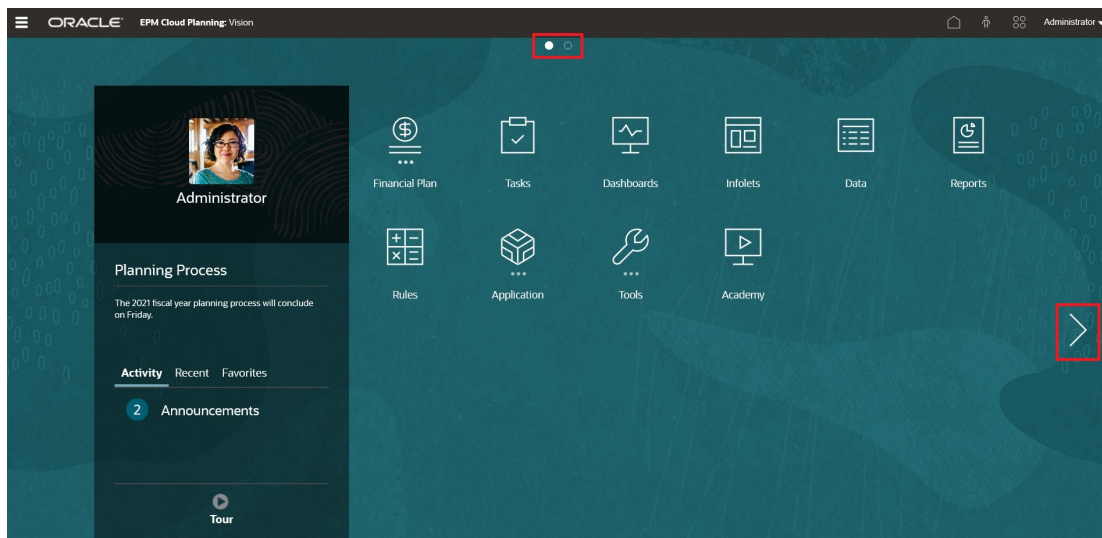 ORACLE EPM Cloud Planning: Vision Administrator
Administrator
Financial Plan Tasks Dashboards Infolets Data Reports
Rules Application Tools Academy
Planning Process
The 2021 fiscal year planning process will conclude
on Friday.
Activity Recent Favorites
2 Announcements
Tour